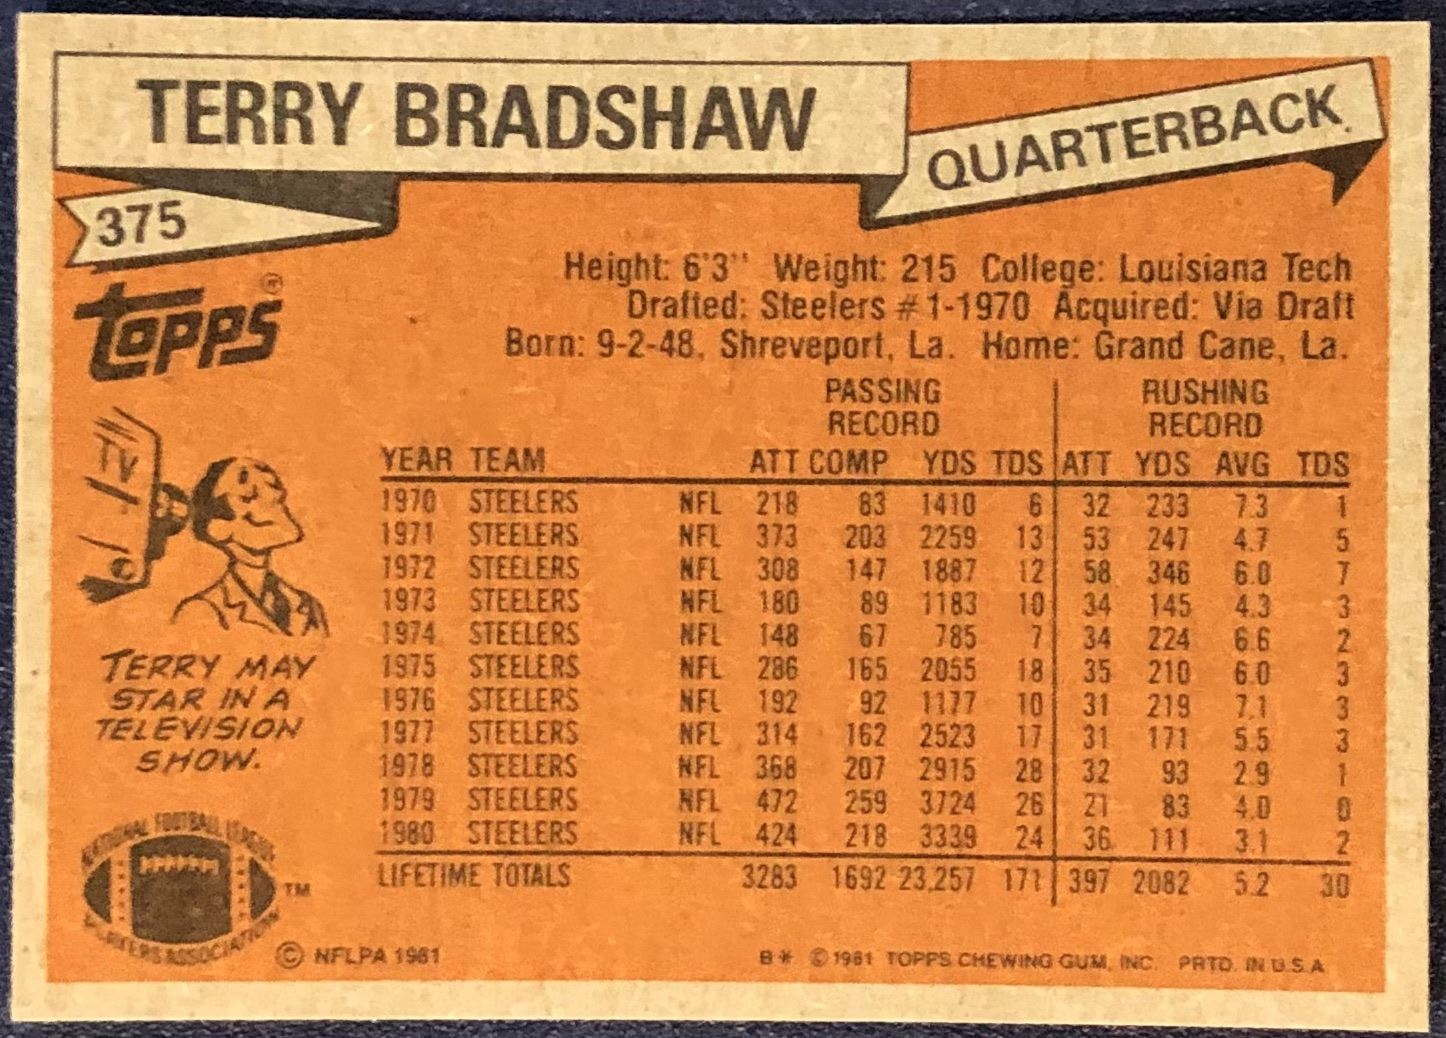 TERRY BRADSHAW
QUARTERBACK
375
TOPPS®
Height: 6'3" Weight: 215 College: Louisiana Tech
Drafted: Steelers #1-1970 Acquired: Via Draft
Born: 9-2-48, Shreveport, La. Home: Grand Cane, La.
PASSING RECORD RUSHING RECORD
YEAR TEAM ATT COMP YDS TDS ATT YDS AVG TDS
1970 STEELERS NFL 218 83 1410 6 32 233 7.3 1
1971 STEELERS NFL 373 203 2259 13 53 247 4.7 5
1972 STEELERS NFL 308 147 1887 12 58 346 6.0 7
1973 STEELERS NFL 180 89 1183 10 34 145 4.3 3
1974 STEELERS NFL 148 67 785 7 34 224 6.6 2
1975 STEELERS NFL 286 165 2055 18 35 210 6.0 3
1976 STEELERS NFL 192 92 1177 10 31 219 7.1 3
1977 STEELERS NFL 314 162 2523 17 31 171 5.5 3
1978 STEELERS NFL 368 207 2915 28 32 93 2.9 1
1979 STEELERS NFL 472 259 3724 26 21 83 4.0 0
1980 STEELERS NFL 424 218 3339 24 36 111 3.1 2
LIFETIME TOTALS 3283 1692 23,257 171 397 2082 5.2 30
TV
TERRY MAY
STAR IN A
TELEVISION
SHOW.
NATIONAL FOOTBALL LEAGUE
PLAYERS ASSOCIATION
TM
© NFLPA 1981
B* © 1981 TOPPS CHEWING GUM, INC. PRTD. IN U.S.A